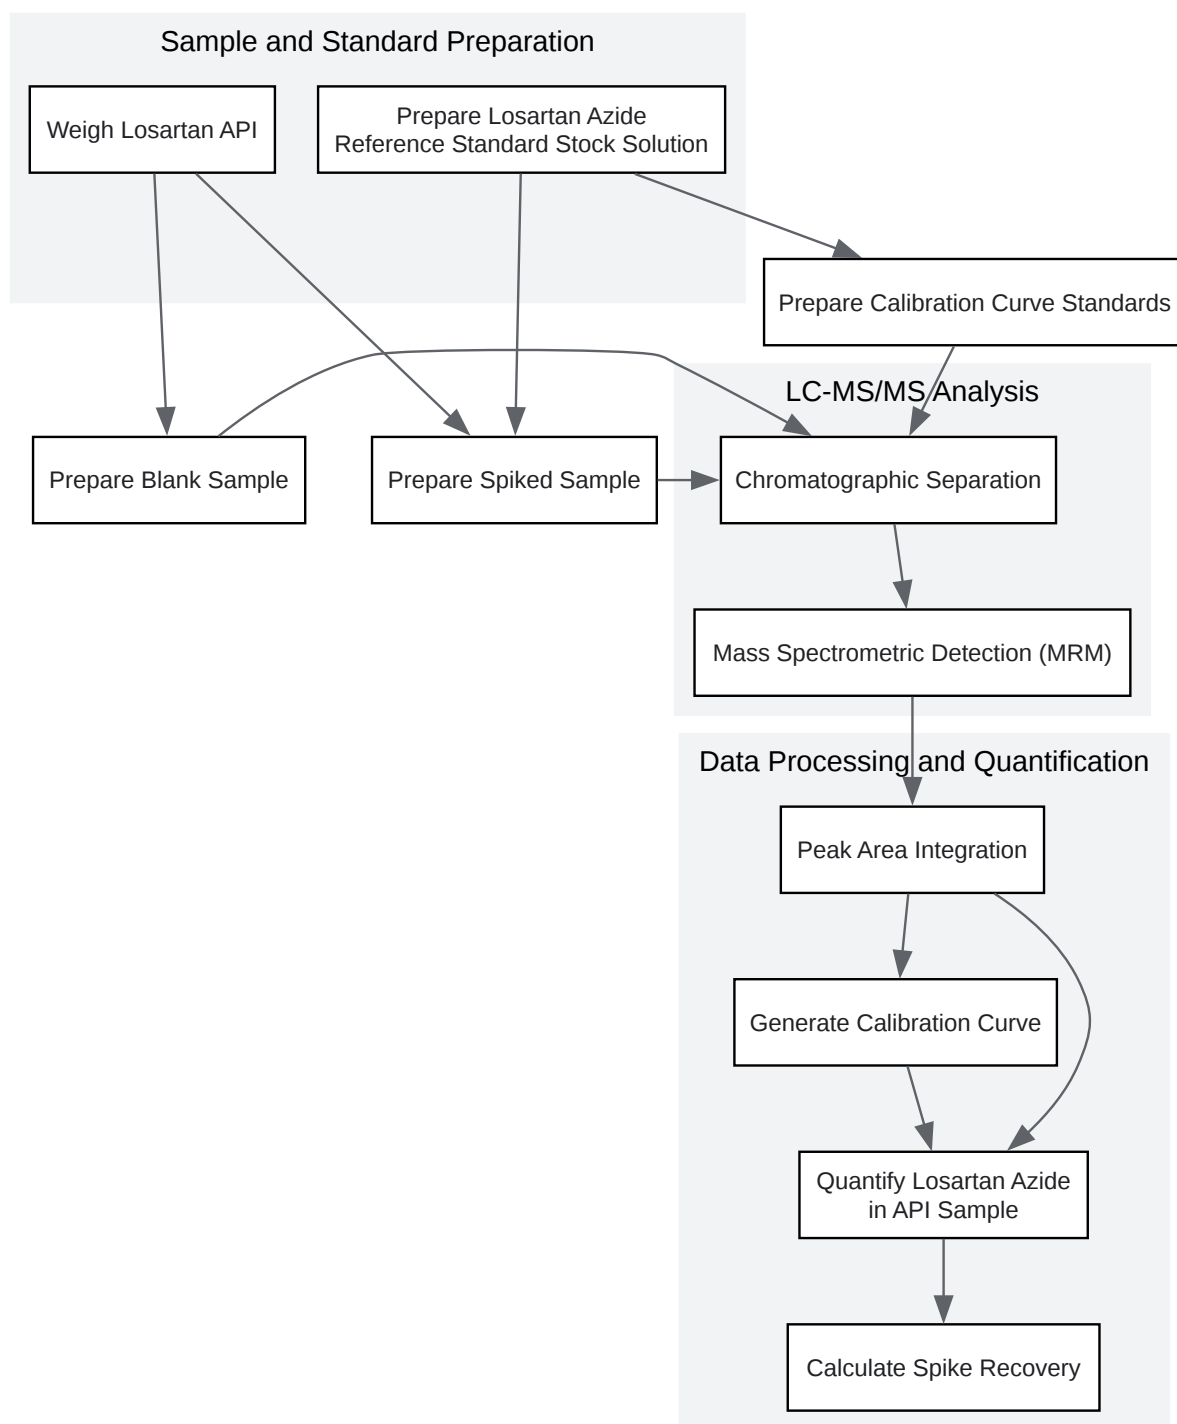 Sample and Standard Preparation
Weigh Losartan API
Prepare Losartan Azide
Reference Standard Stock Solution
Prepare Calibration Curve Standards
LC-MS/MS Analysis
Prepare Blank Sample
Prepare Spiked Sample
Chromatographic Separation
Mass Spectrometric Detection (MRM)
Data Processing and Quantification
Peak Area Integration
Generate Calibration Curve
Quantify Losartan Azide
in API Sample
Calculate Spike Recovery